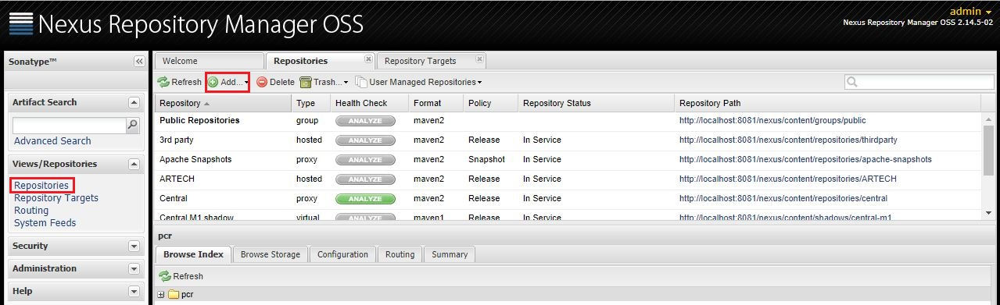 Nexus Repository Manager OSS
admin
Nexus Repository Manager OSS 2.14.5-02
Sonatype™
Artifact Search
Advanced Search
Views/Repositories
Repositories
Repository Targets
Routing
System Feeds
Security
Administration
Help
Welcome Repositories Repository Targets
Refresh Add... Delete Trash... User Managed Repositories
Repository Type Health Check Format Policy Repository Status Repository Path
Public Repositories group ANALYZE maven2 http://localhost:8081/nexus/content/groups/public
3rd party hosted ANALYZE maven2 Release In Service http://localhost:8081/nexus/content/repositories/thirdparty
Apache Snapshots proxy ANALYZE maven2 Snapshot In Service http://localhost:8081/nexus/content/repositories/apache-snapshots
ARTECH hosted ANALYZE maven2 Release In Service http://localhost:8081/nexus/content/repositories/ARTECH
Central proxy ANALYZE maven2 Release In Service http://localhost:8081/nexus/content/repositories/central
Central M1 shadow virtual ANALYZE maven1 Release In Service http://localhost:8081/nexus/content/shadows/central-m1
pcr
Browse Index Browse Storage Configuration Routing Summary
Refresh
pcr